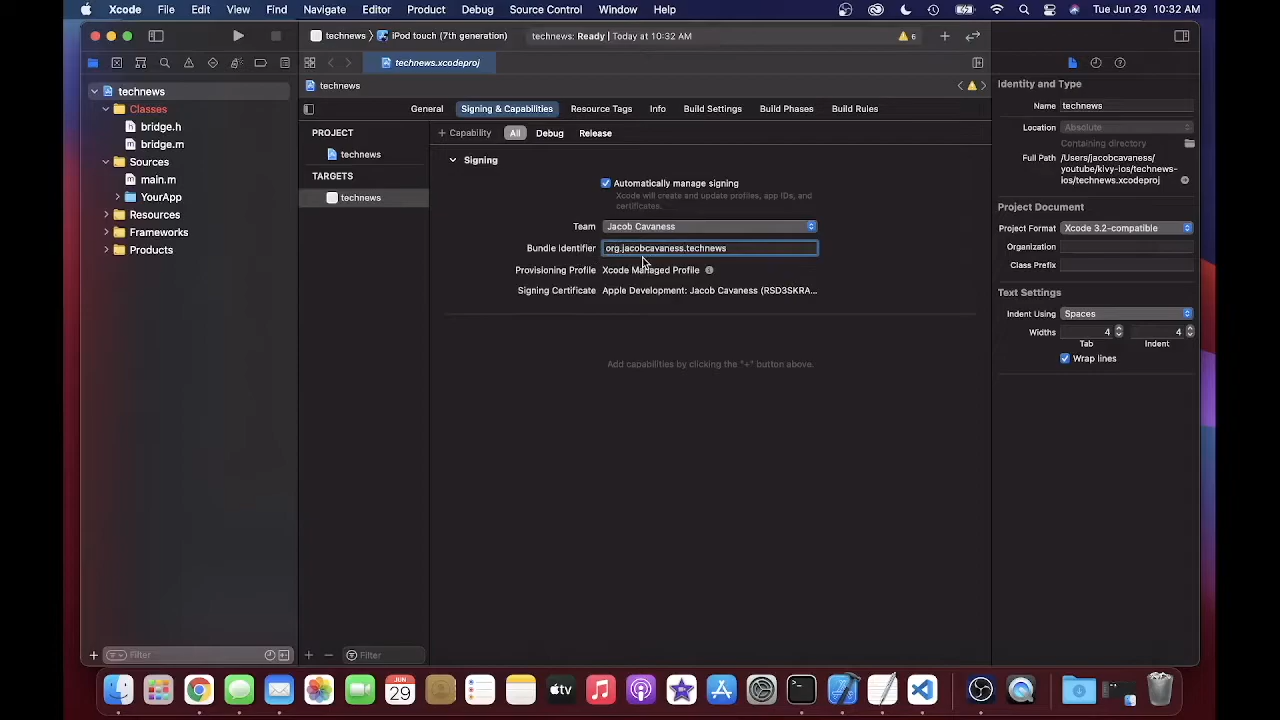 Xcode File Edit View Find Navigate Editor Product Debug Source Control Window Help Tue Jun 29 10:32 AM
technews iPod touch (7th generation) technews: Ready | Today at 10:32 AM 6
technews.xcodeproj
technews
technews
Classes
bridge.h
bridge.m
Sources
main.m
YourApp
Resources
Frameworks
Products
Filter
General Signing & Capabilities Resource Tags Info Build Settings Build Phases Build Rules
PROJECT
technews
TARGETS
technews
Filter
+ Capability All Debug Release
Signing
Automatically manage signing
Xcode will create and update profiles, app IDs, and
certificates.
Team Jacob Cavaness
Bundle Identifier org.jacobcavaness.technews
Provisioning Profile Xcode Managed Profile
Signing Certificate Apple Development: Jacob Cavaness (RSD3SKRA...
Add capabilities by clicking the "+" button above.
Identity and Type
Name technews
Location Absolute
Containing directory
Full Path /Users/jacobcavaness/
youtube/kivy-ios/technews-
ios/technews.xcodeproj
Project Document
Project Format Xcode 3.2-compatible
Organization
Class Prefix
Text Settings
Indent Using Spaces
Widths 4 4
Tab Indent
Wrap lines
JUN
29
tv